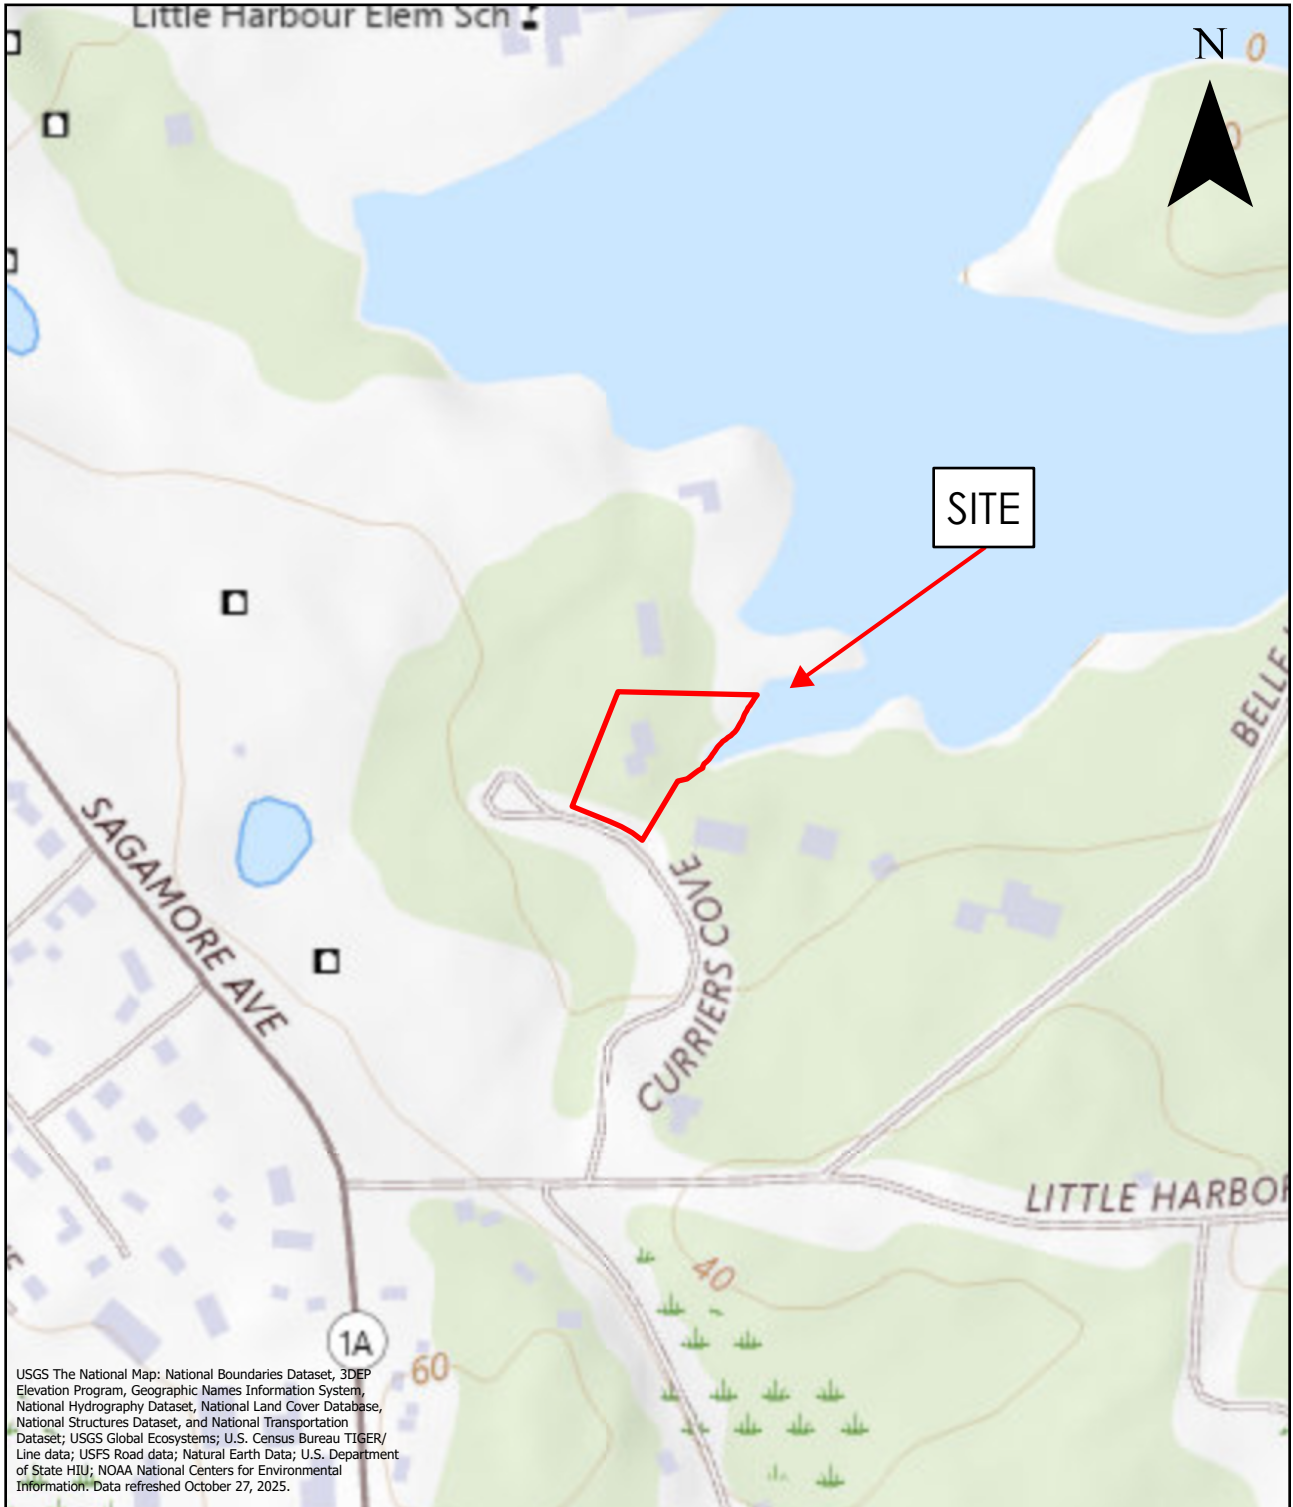 Little Harbour Elem Sch
N
0
0
SITE
BELLE
SAGAMORE AVE
CURRIERS COVE
LITTLE HARBOR
40
1A
60
USGS The National Map: National Boundaries Dataset, 3DEP
Elevation Program, Geographic Names Information System,
National Hydrography Dataset, National Land Cover Database,
National Structures Dataset, and National Transportation
Dataset; USGS Global Ecosystems; U.S. Census Bureau TIGER/
Line data; USFS Road data; Natural Earth Data; U.S. Department
of State HIU; NOAA National Centers for Environmental
Information. Data refreshed October 27, 2025.